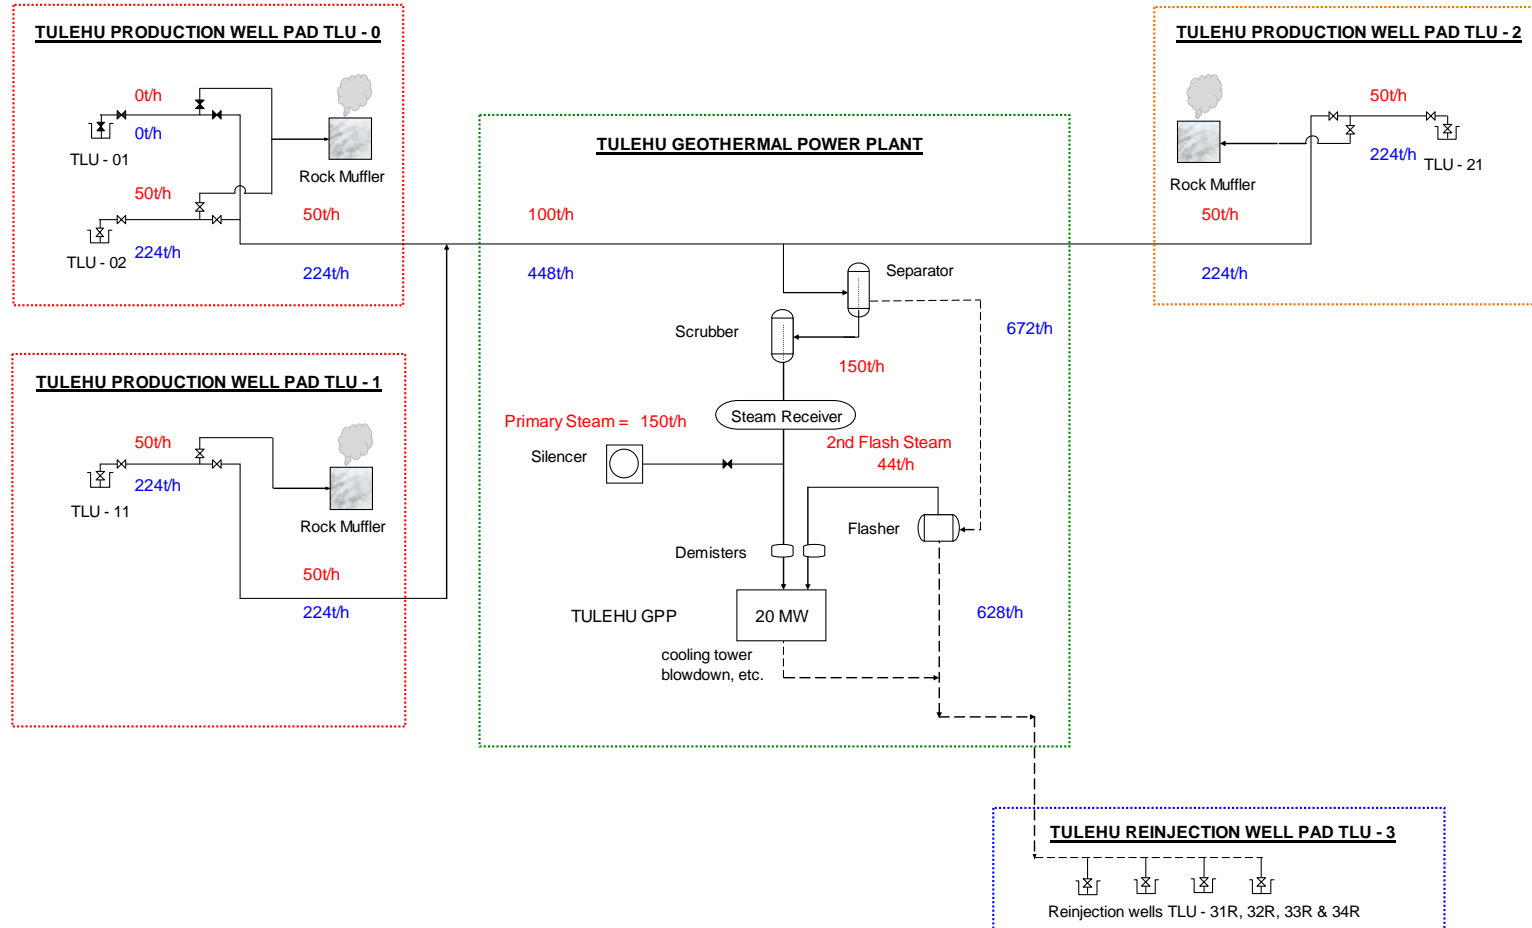 TULEHU PRODUCTION WELL PAD TLU - 0
0t/h
0t/h
TLU - 01
Rock Muffler
50t/h
50t/h
224t/h
TLU - 02
224t/h
TULEHU PRODUCTION WELL PAD TLU - 1
50t/h
224t/h
TLU - 11
Rock Muffler
50t/h
224t/h
TULEHU GEOTHERMAL POWER PLANT
100t/h
448t/h
Separator
Scrubber
672t/h
150t/h
Steam Receiver
Primary Steam = 150t/h
2nd Flash Steam
44t/h
Silencer
Flasher
Demisters
TULEHU GPP
20 MW
628t/h
cooling tower
blowdown, etc.
TULEHU PRODUCTION WELL PAD TLU - 2
50t/h
224t/h
TLU - 21
Rock Muffler
50t/h
224t/h
TULEHU REINJECTION WELL PAD TLU - 3
Reinjection wells TLU - 31R, 32R, 33R & 34R